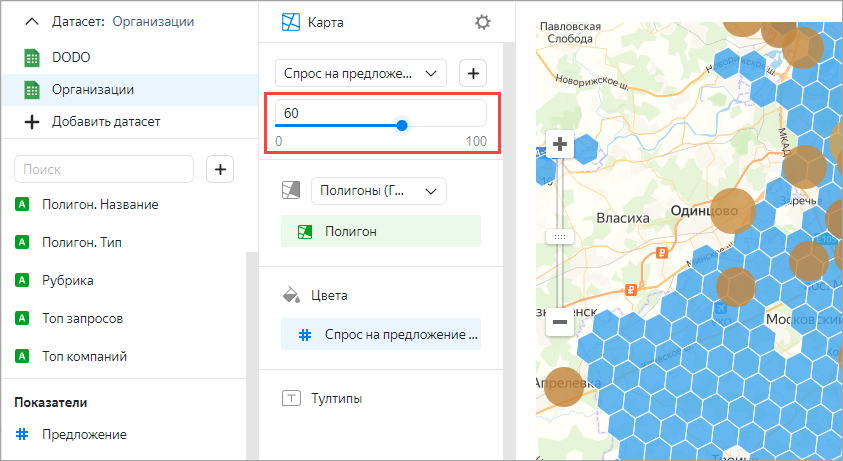 Датасет: Организации
DODO
Организации
Добавить датасет
Поиск
Полигон. Название
Полигон. Тип
Рубрика
Топ запросов
Топ компаний
Показатели
Предложение
Карта
Спрос на предложе...
60
0 100
Полигоны (Г...
Полигон
Цвета
Спрос на предложение ...
Тултипы
Павловская
Слобода
Новорижское ш.
Новорижское ш.
МКАД
Заречье
Одинцово
Власиха
Минское ш.
Московский
Апрелевка